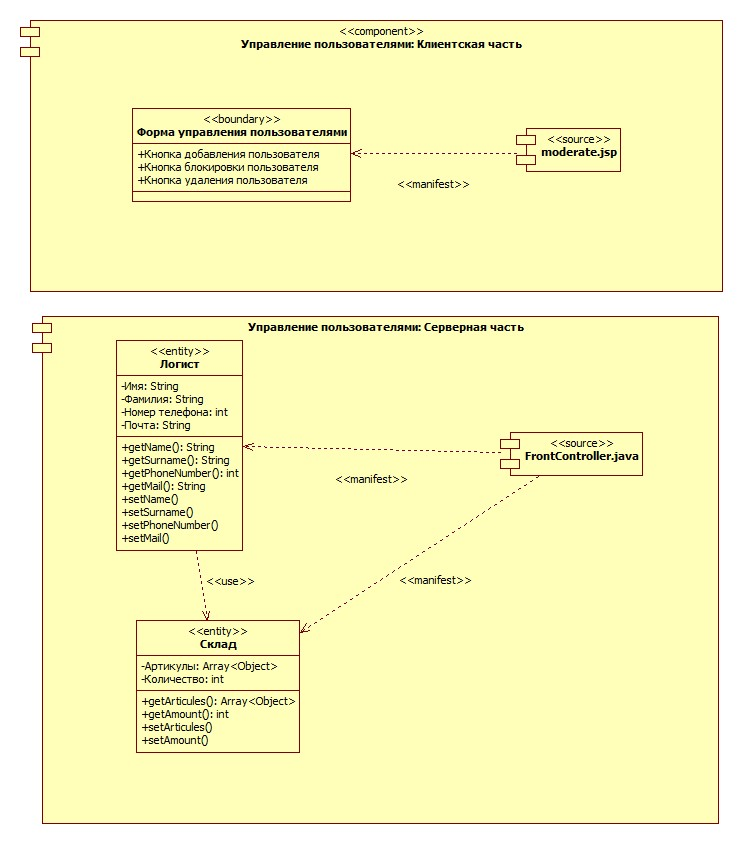 <<component>>
Управление пользователями: Клиентская часть
<<boundary>>
Форма управления пользователями
+Кнопка добавления пользователя
+Кнопка блокировки пользователя
+Кнопка удаления пользователя
<<source>>
moderate.jsp
<<manifest>>
Управление пользователями: Серверная часть
<<entity>>
Логист
-Имя: String
-Фамилия: String
-Номер телефона: int
-Почта: String
+getName(): String
+getSurname(): String
+getPhoneNumber(): int
+getMail(): String
+setName()
+setSurname()
+setPhoneNumber()
+setMail()
<<source>>
FrontController.java
<<manifest>>
<<use>>
<<manifest>>
<<entity>>
Склад
-Артикулы: Array<Object>
-Количество: int
+getArticules(): Array<Object>
+getAmount(): int
+setArticules()
+setAmount()